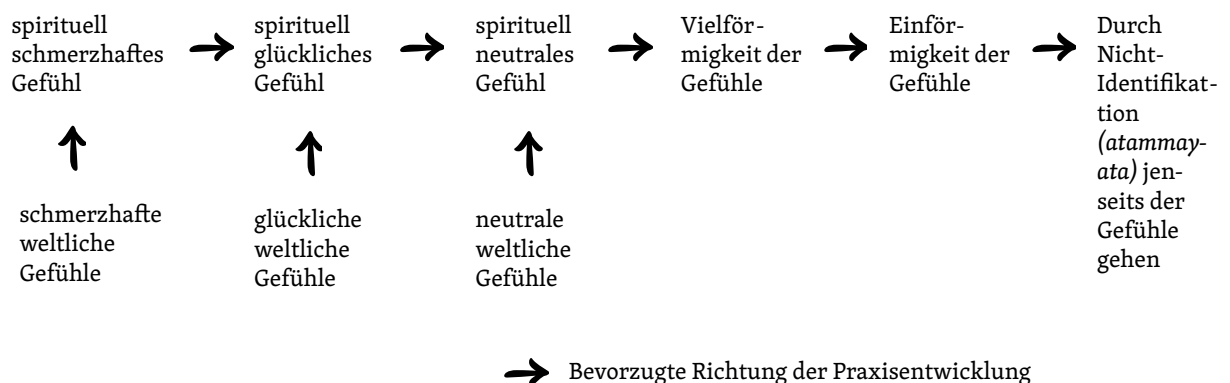 spirituell
schmerzhaftes
Gefühl
spirituell
glückliches
Gefühl
spirituell
neutrales
Gefühl
Vielför-
migkeit der
Gefühle
Einför-
migkeit der
Gefühle
Durch
Nicht-
Identifikat-
tion
(atammay-
ata) jen-
seits der
Gefühle
gehen
schmerzhafte
weltliche
Gefühle
glückliche
weltliche
Gefühle
neutrale
weltliche
Gefühle
Bevorzugte Richtung der Praxisentwicklung